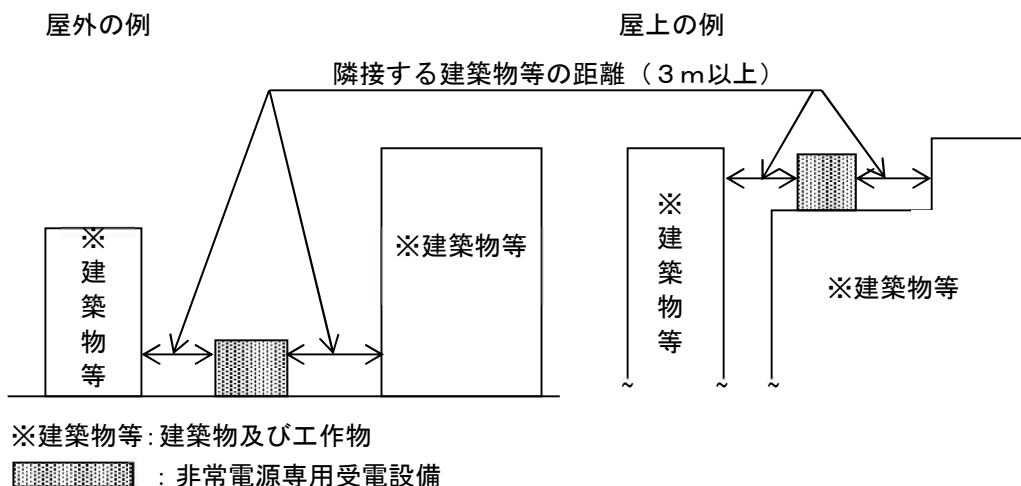 屋外の例
屋上の例
隣接する建築物等の距離（３ｍ以上）
※建築物等
※建築物等
※建築物等
※建築物等
※建築物等：建築物及び工作物
：非常電源専用受電設備